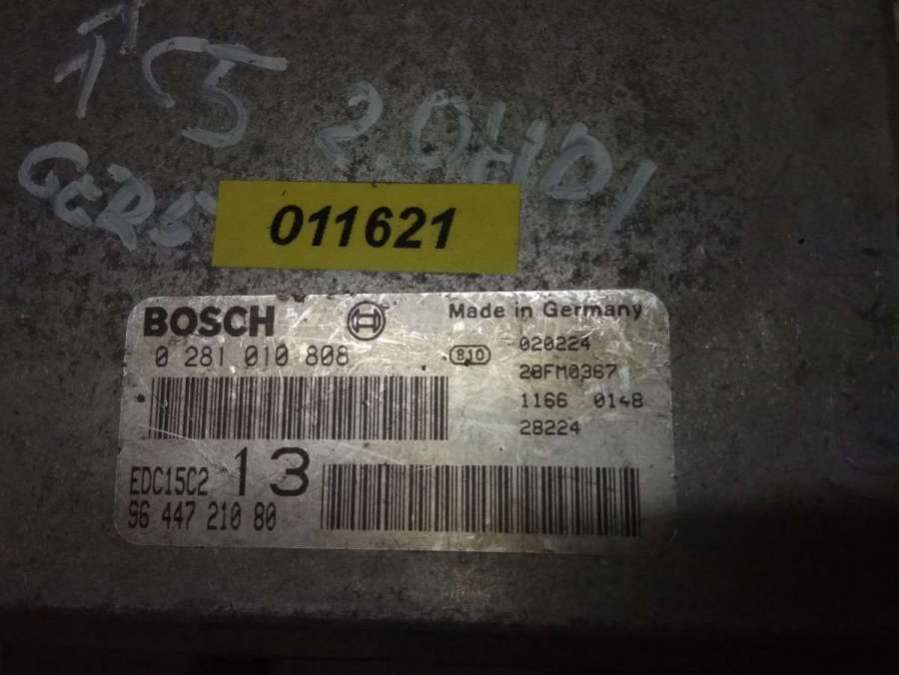 2.0HDI
011621
BOSCH
Made in Germany
0 281 010 808
810
020224
28FM0367
1166 0148
28224
EDC15C2 13
96 447 210 80